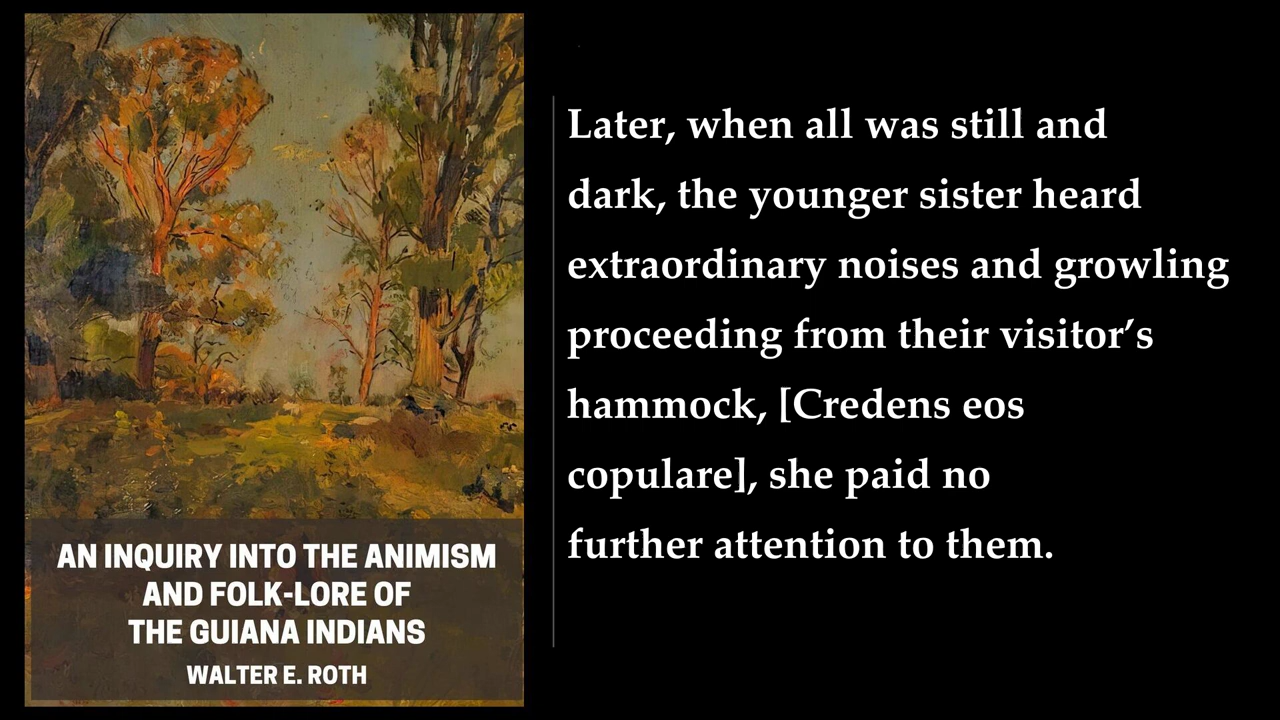 Later, when all was still and
dark, the younger sister heard
extraordinary noises and growling
proceeding from their visitor’s
hammock, [Credens eos
copulare], she paid no
further attention to them.
AN INQUIRY INTO THE ANIMISM
AND FOLK-LORE OF
THE GUIANA INDIANS
WALTER E. ROTH